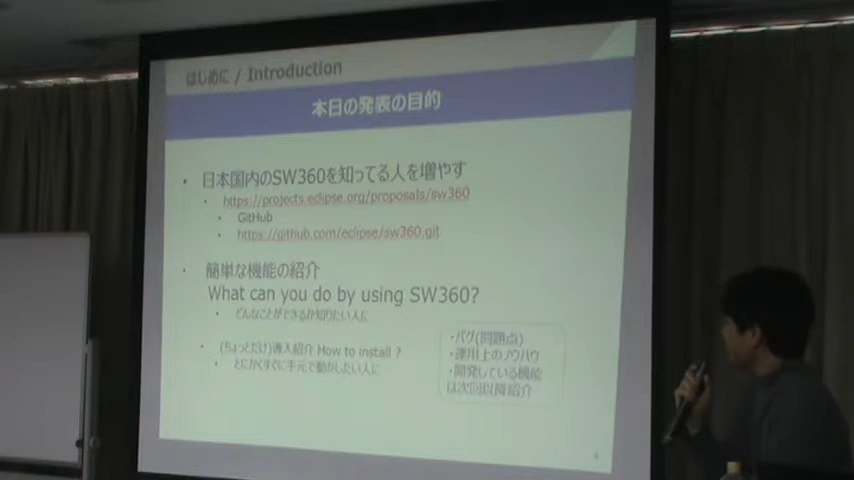 はじめに / Introduction
本日の発表の目的
日本国内のSW360を知ってる人を増やす
https://projects.eclipse.org/proposals/sw360
GitHub
https://github.com/eclipse/sw360.git
簡単な機能の紹介
What can you do by using SW360?
どんなことができるか知りたい人に
(ちょっとだけ)導入紹介 How to install ?
とにかくすぐに手元で動かしたい人に
・バグ(問題点)
・運用上のノウハウ
・開発している機能
は次回以降紹介